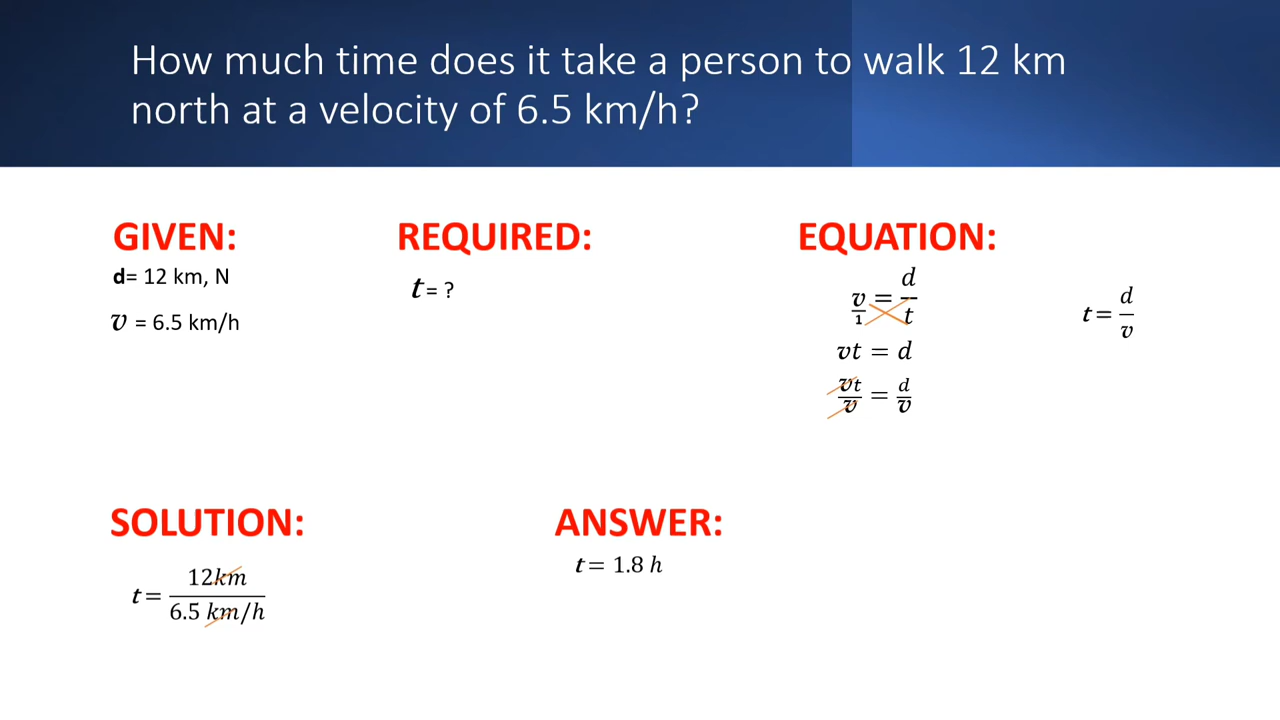 How much time does it take a person to walk 12 km
north at a velocity of 6.5 km/h?
GIVEN:
d= 12 km, N
v = 6.5 km/h
REQUIRED:
t = ?
EQUATION:
v/1 = d/t
vt = d
vt/v = d/v
t = d/v
SOLUTION:
t = 12km / 6.5 km/h
ANSWER:
t = 1.8 h